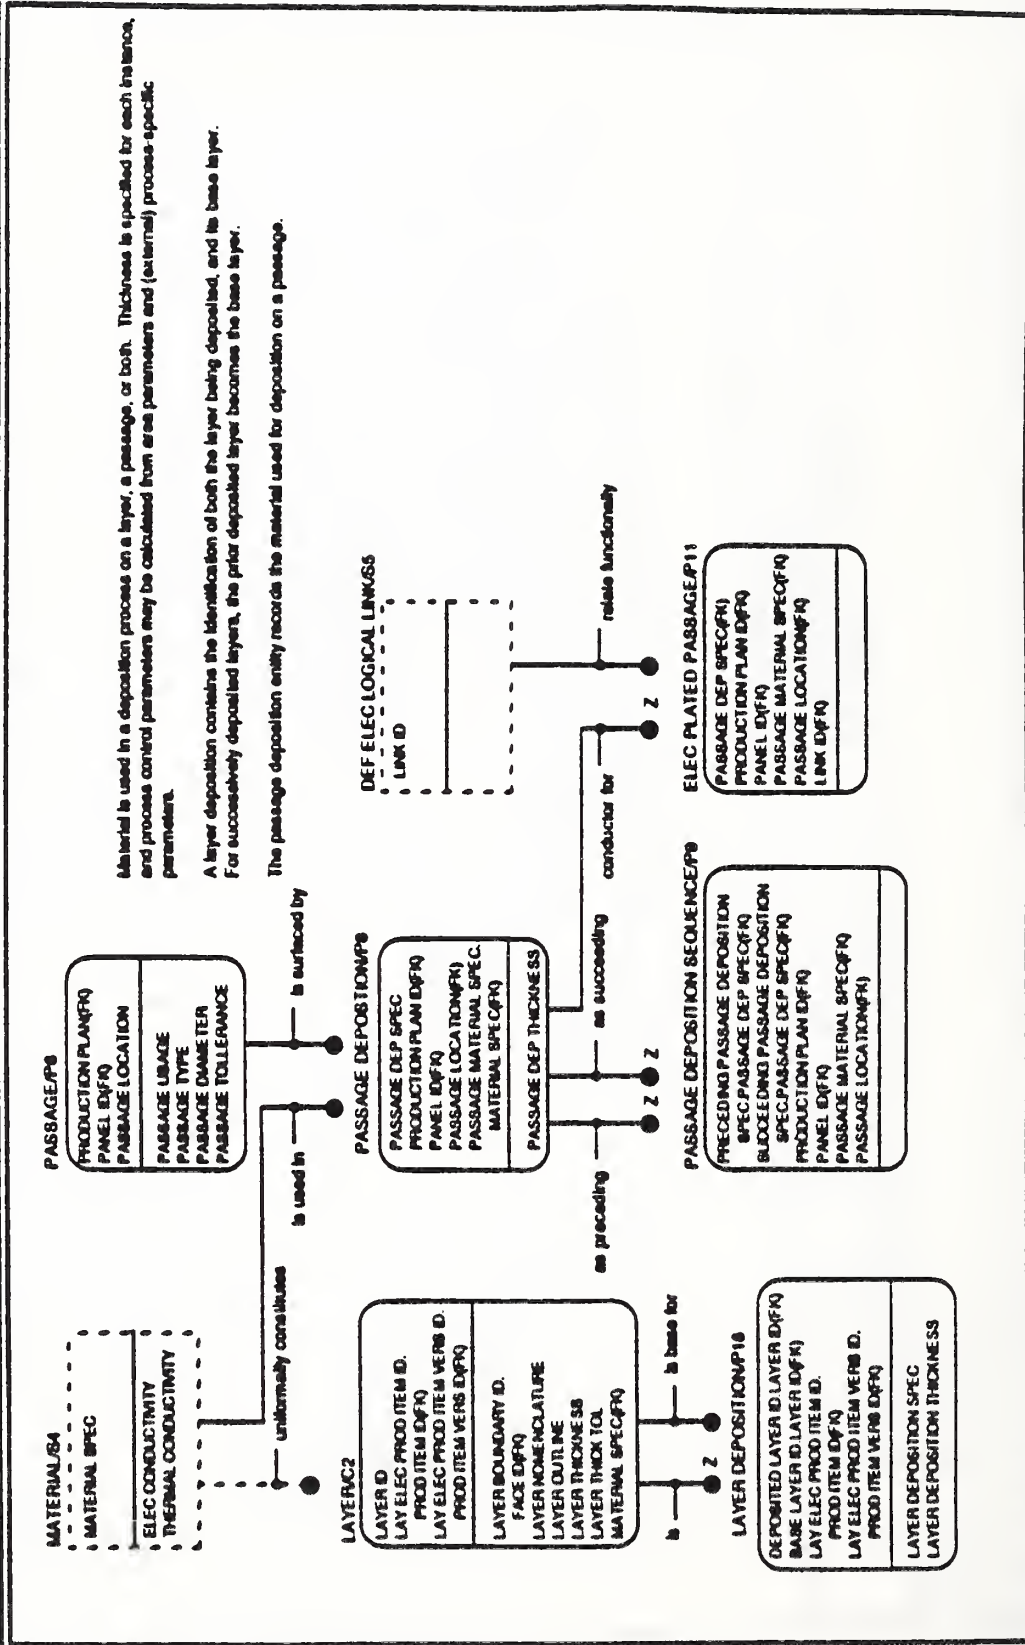 Material is used in a deposition process on a layer, a passage, or both. Thickness is specified for each instance,
and process control parameters may be calculated from area parameters and (external) process-specific
parameters.
A layer deposition contains the identification of both the layer being deposited, and its base layer.
For successively deposited layers, the prior deposited layer becomes the base layer.
The passage deposition entity records the material used for deposition on a passage.
MATERIAL/S4
MATERIAL SPEC
ELEC CONDUCTIVITY
THERMAL CONDUCTIVITY
uniformally constitutes
is used in
PASSAGE/P6
PRODUCTION PLAN(FK)
PANEL ID(FK)
PASSAGE LOCATION
PASSAGE USAGE
PASSAGE TYPE
PASSAGE DIAMETER
PASSAGE TOLLERANCE
is surfaced by
LAYER/C2
LAYER ID
LAY ELEC PROD ITEM ID.
PROD ITEM ID(FK)
LAY ELEC PROD ITEM VERS ID.
PROD ITEM VERS ID(FK)
LAYER BOUNDARY ID.
FACE ID(FK)
LAYER NOMENCLATURE
LAYER OUTLINE
LAYER THICKNESS
LAYER THICK TOL
MATERIAL SPEC(FK)
is
is base for
Z
PASSAGE DEPOSTION/P8
PASSAGE DEP SPEC
PRODUCTION PLAN ID(FK)
PANEL ID(FK)
PASSAGE LOCATION(FK)
PASSAGE MATERIAL SPEC.
MATERIAL SPEC(FK)
PASSAGE DEP THICKNESS
as preceding
as succeeding
Z
Z
DEF ELEC LOGICAL LINK/S5
LINK ID
conductor for
relate functionally
Z
LAYER DEPOSITION/P18
DEPOSITED LAYER ID.LAYER ID(FK)
BASE LAYER ID.LAYER ID(FK)
LAY ELEC PROD ITEM ID.
PROD ITEM ID(FK)
LAY ELEC PROD ITEM VERS ID.
PROD ITEM VERS ID(FK)
LAYER DEPOSITION SPEC
LAYER DEPOSITION THICKNESS
PASSAGE DEPOSITION SEQUENCE/P9
PRECEDING PASSAGE DEPOSITION
SPEC.PASSAGE DEP SPEC(FK)
SUDCEEDING PASSAGE DEPOSITION
SPEC.PASSAGE DEP SPEC(FK)
PRODUCTION PLAN ID(FK)
PANEL ID(FK)
PASSAGE MATERIAL SPEC(FK)
PASSAGE LOCATION(FK)
ELEC PLATED PASSAGE/P11
PASSAGE DEP SPEC(FK)
PRODUCTION PLAN ID(FK)
PANEL ID(FK)
PASSAGE MATERIAL SPEC(FK)
PASSAGE LOCATION(FK)
LINK ID(FK)